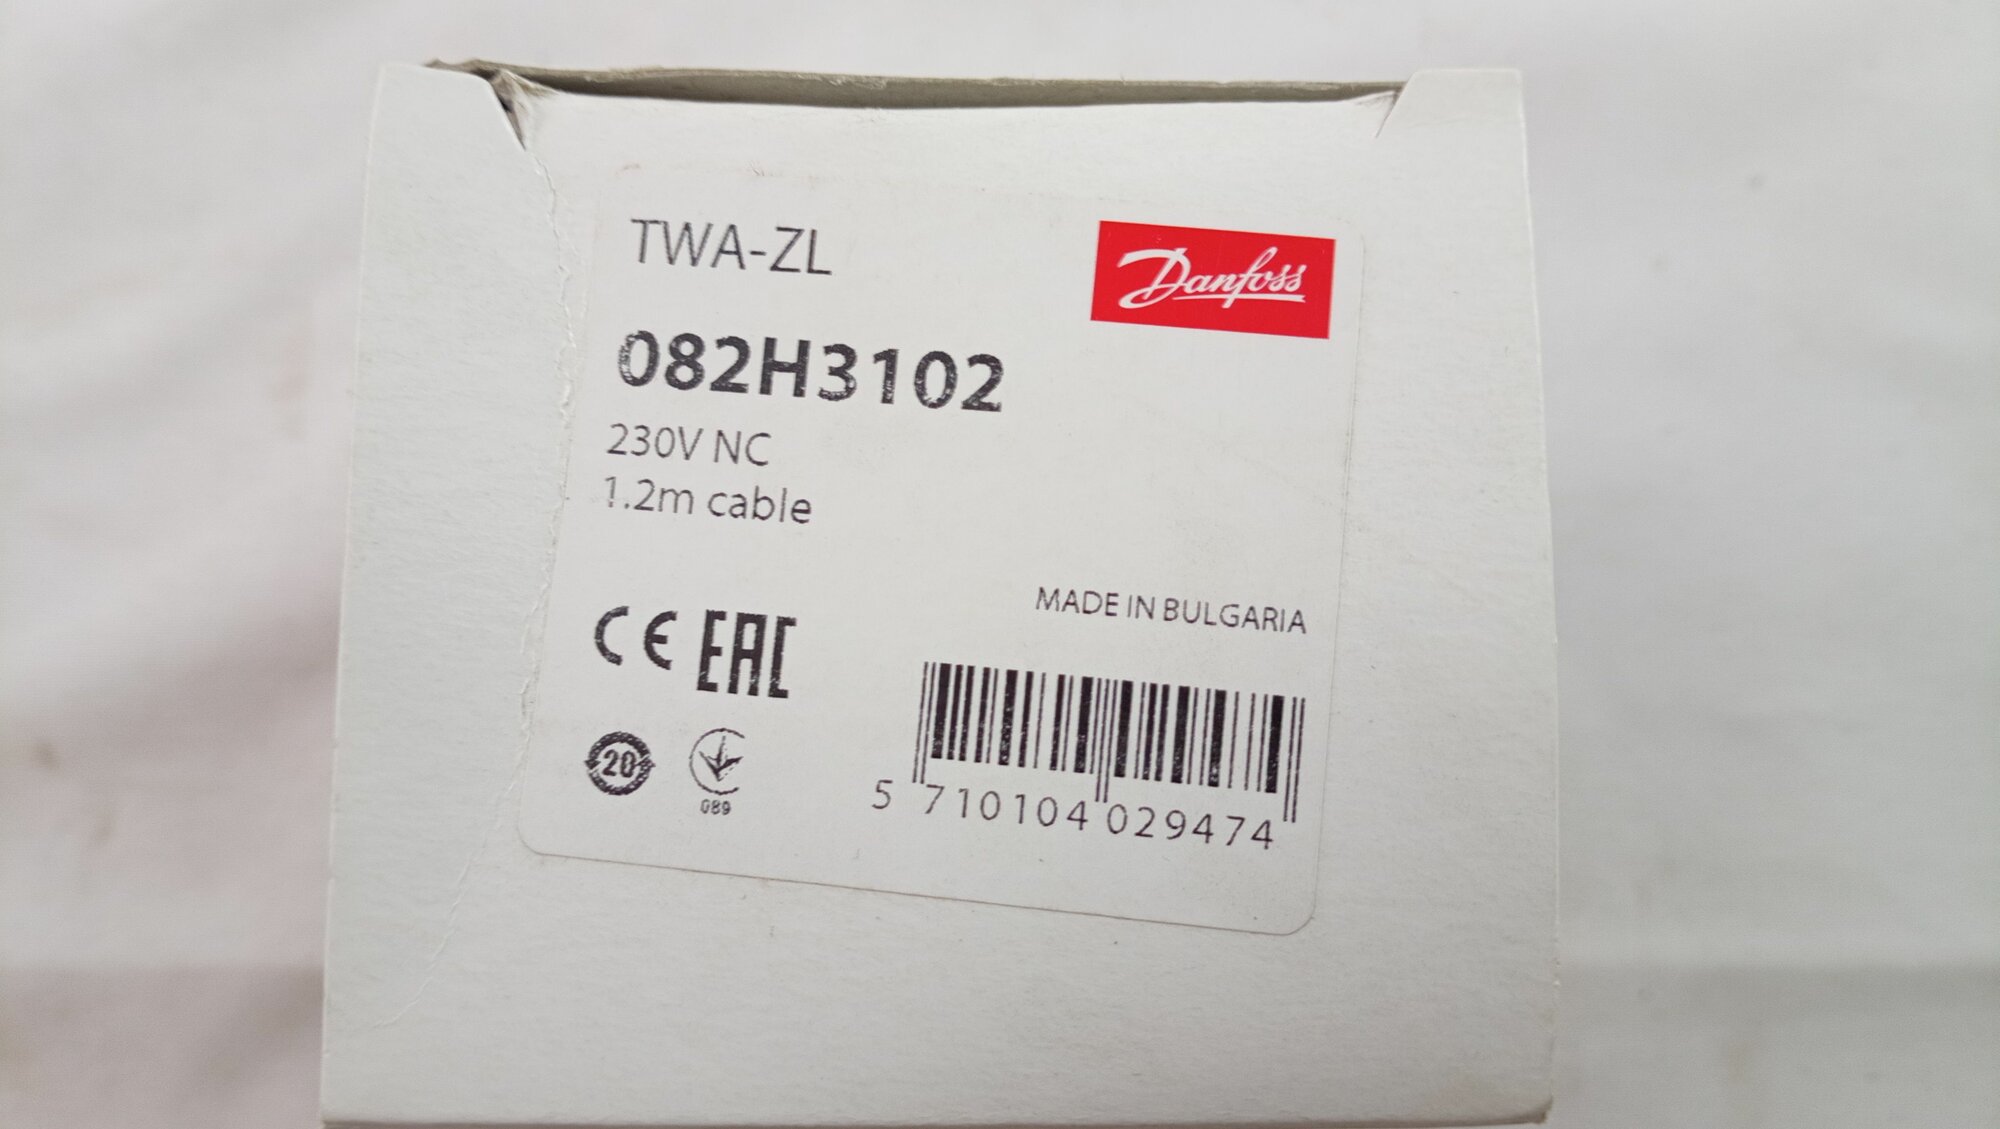 TWA-ZL
Danfoss
082H3102
230V NC
1.2m cable
MADE IN BULGARIA
CE EAC
20
089
5 710104 029474